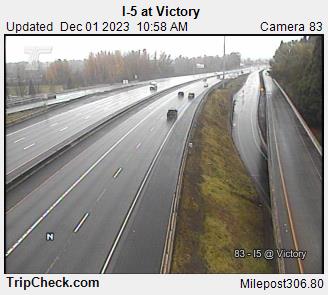 I-5 at Victory
Updated Dec 01 2023 10:58 AM Camera 83
N
83 - I5 @ Victory
TripCheck.com Milepost306.80